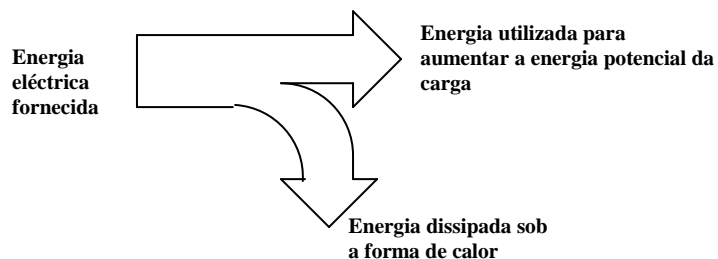 Energia
eléctrica
fornecida
Energia utilizada para
aumentar a energia potencial da
carga
Energia dissipada sob
a forma de calor